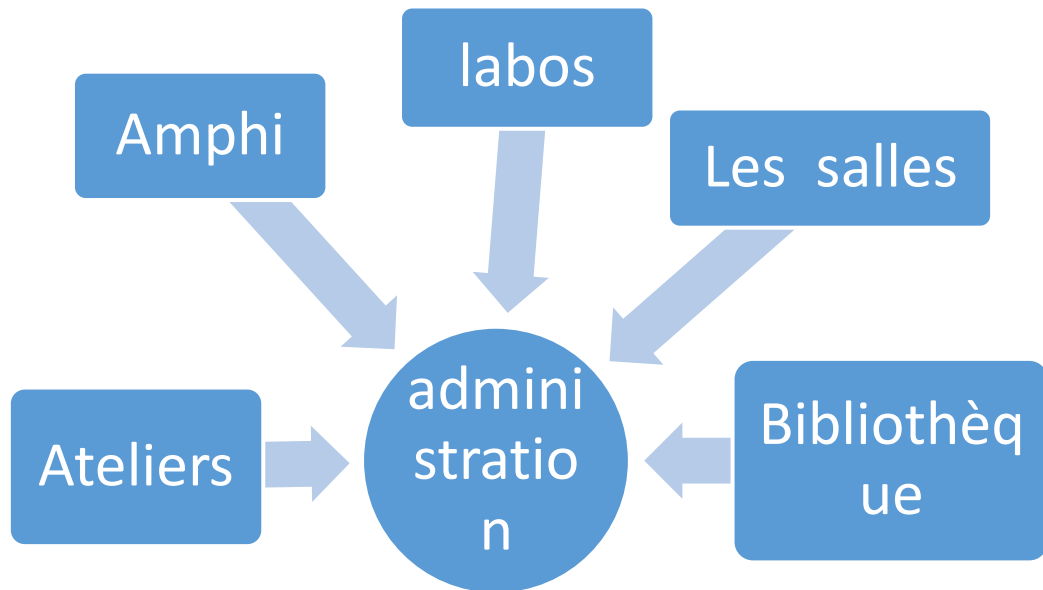 labos
Amphi
Les salles
Ateliers
admini
stratio
n
Bibliothèq
ue